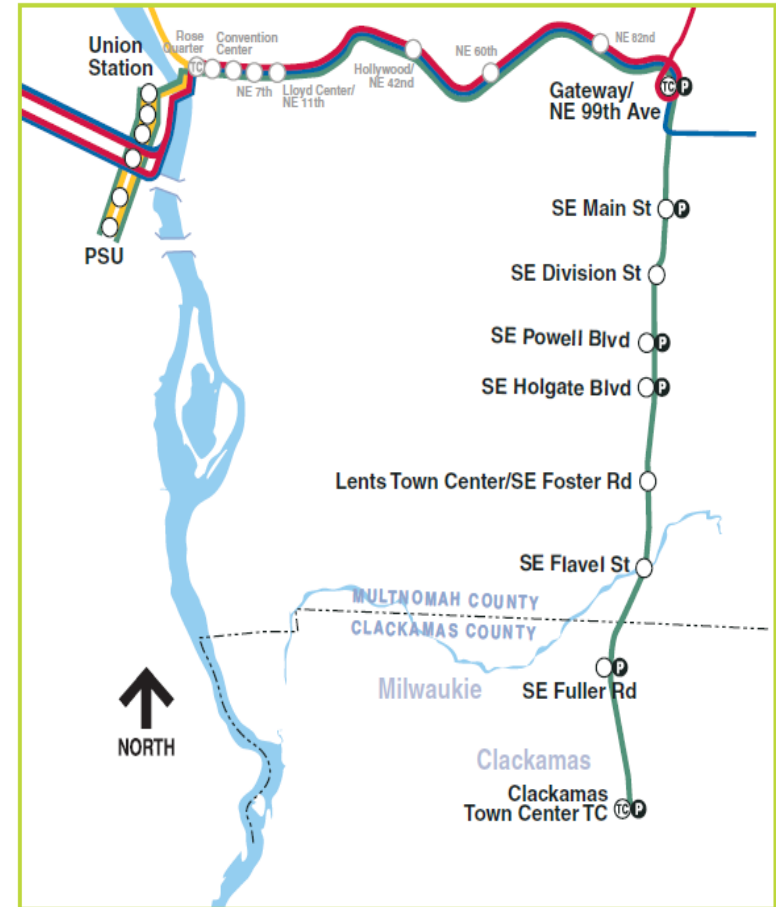 Union
Station
Rose
Quarter
TC
Convention
Center
NE 7th
Lloyd Center/
NE 11th
Hollywood/
NE 42nd
NE 60th
NE 82nd
Gateway/
NE 99th Ave
TC P
PSU
SE Main St P
SE Division St
SE Powell Blvd P
SE Holgate Blvd P
Lents Town Center/SE Foster Rd
SE Flavel St
MULTNOMAH COUNTY
CLACKAMAS COUNTY
Milwaukie
P
SE Fuller Rd
NORTH
Clackamas
Clackamas
Town Center TC TC P